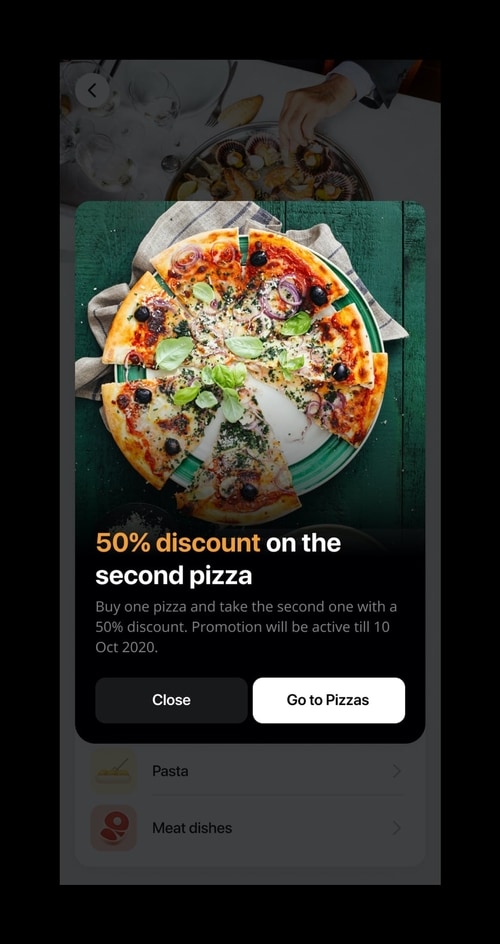 50% discount on the
second pizza
Buy one pizza and take the second one with a
50% discount. Promotion will be active till 10
Oct 2020.
Close
Go to Pizzas
Pasta
Meat dishes